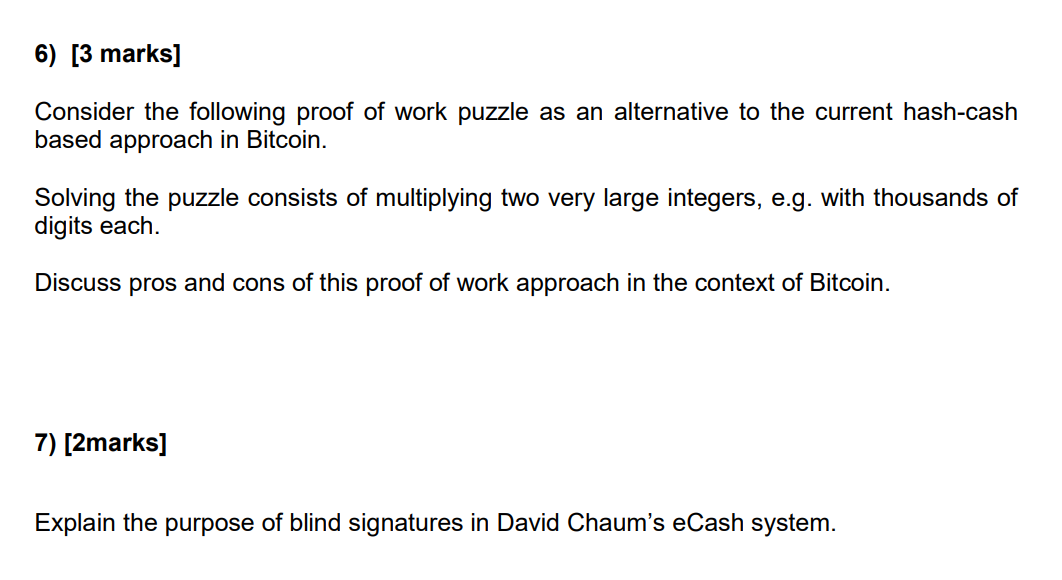 6) [3 marks]
Consider the following proof of work puzzle as an alternative to the current hash-cash
based approach in Bitcoin.
Solving the puzzle consists of multiplying two very large integers, e.g. with thousands of
digits each.
Discuss pros and cons of this proof of work approach in the context of Bitcoin.
7) [2marks]
Explain the purpose of blind signatures in David Chaum’s eCash system.